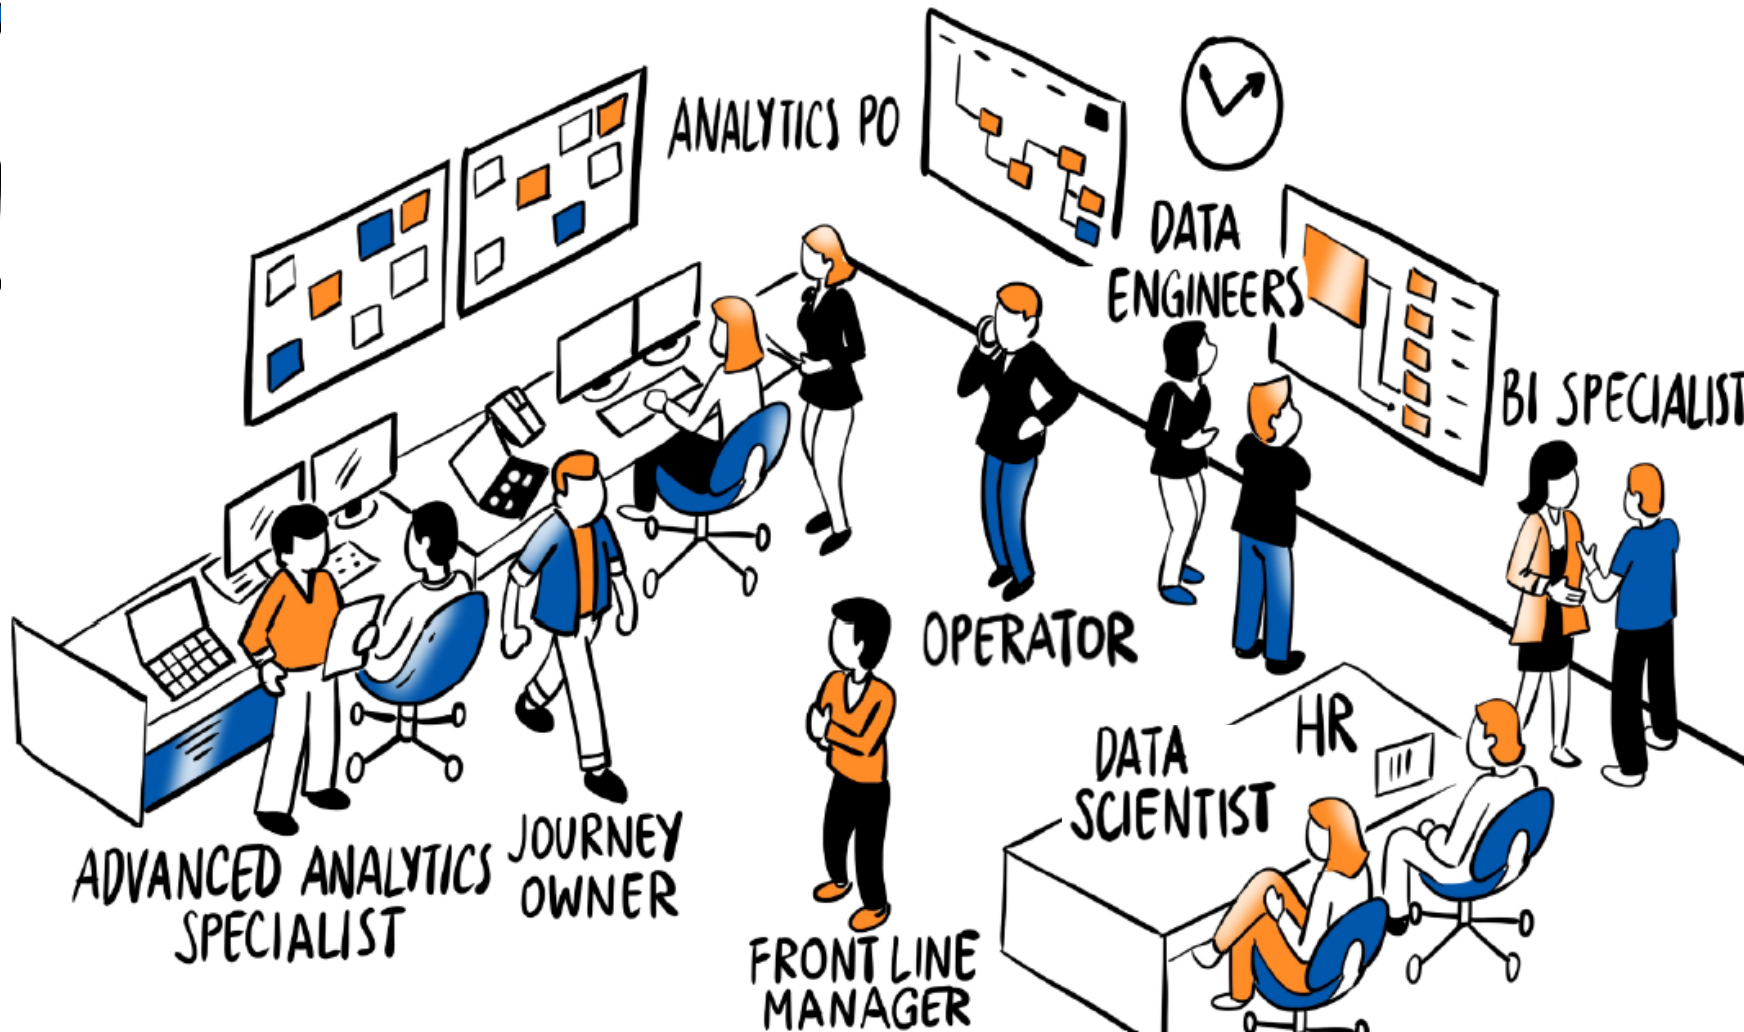 ANALYTICS PO
DATA
ENGINEERS
BI SPECIALIST
OPERATOR
HR
DATA
SCIENTIST
ADVANCED ANALYTICS
SPECIALIST
JOURNEY
OWNER
FRONT LINE
MANAGER